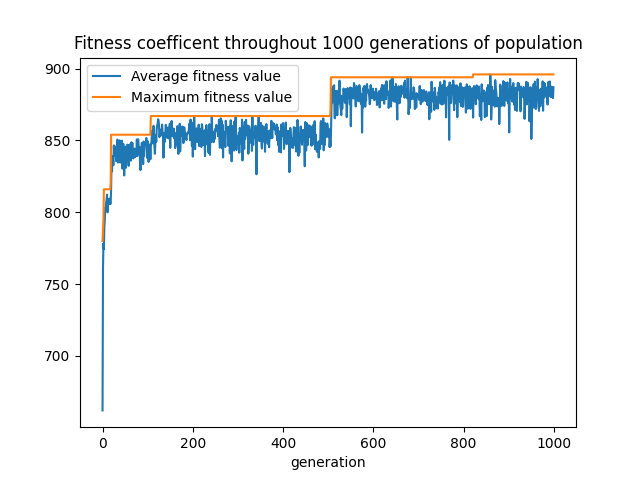 Fitness coefficent throughout 1000 generations of population
Average fitness value
Maximum fitness value
900
850
800
750
700
0 200 400 600 800 1000
generation